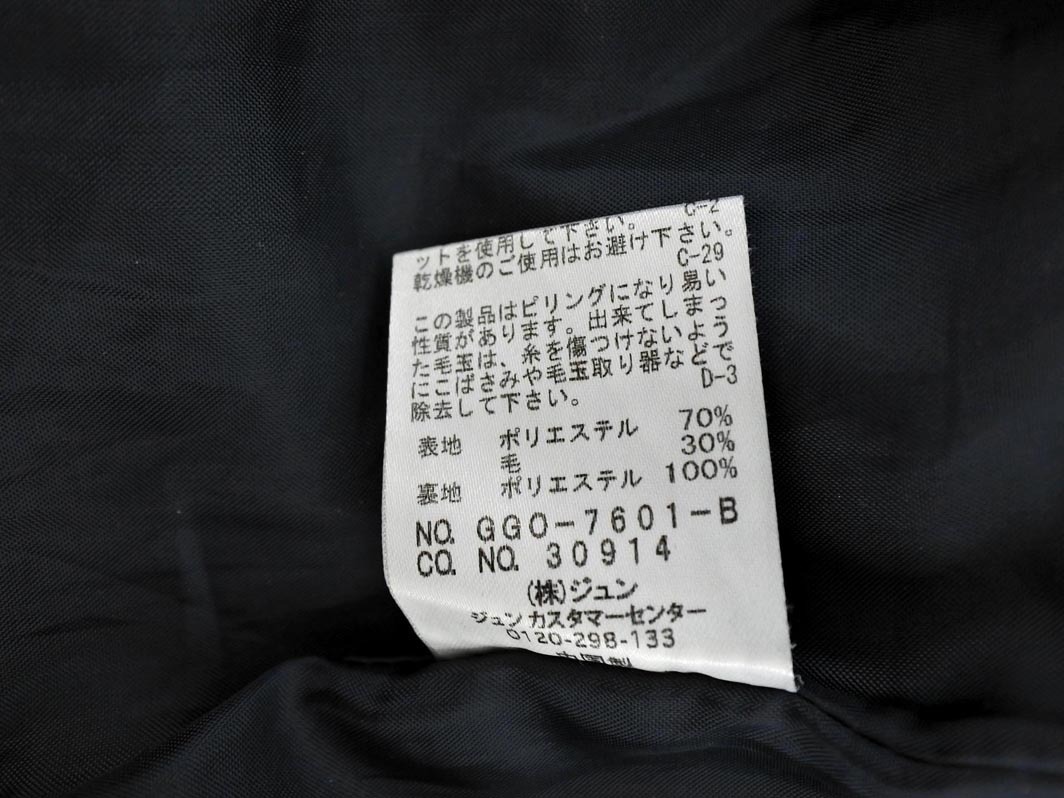 C-2
ットを使用して下さい。
乾燥機のご使用はお避け下さい。
C-29
この製品はピリングになり易い
性質があります。出来てしまっ
た毛玉は、糸を傷つけないよう
にこばさみや毛玉取り器などで
除去して下さい。
D-3
表地 ポリエステル 70%
毛 30%
裏地 ポリエステル 100%
NO. GGO-7601-B
CO. NO. 30914
(株)ジュン
ジュンカスタマーセンター
0120-298-133
中国製